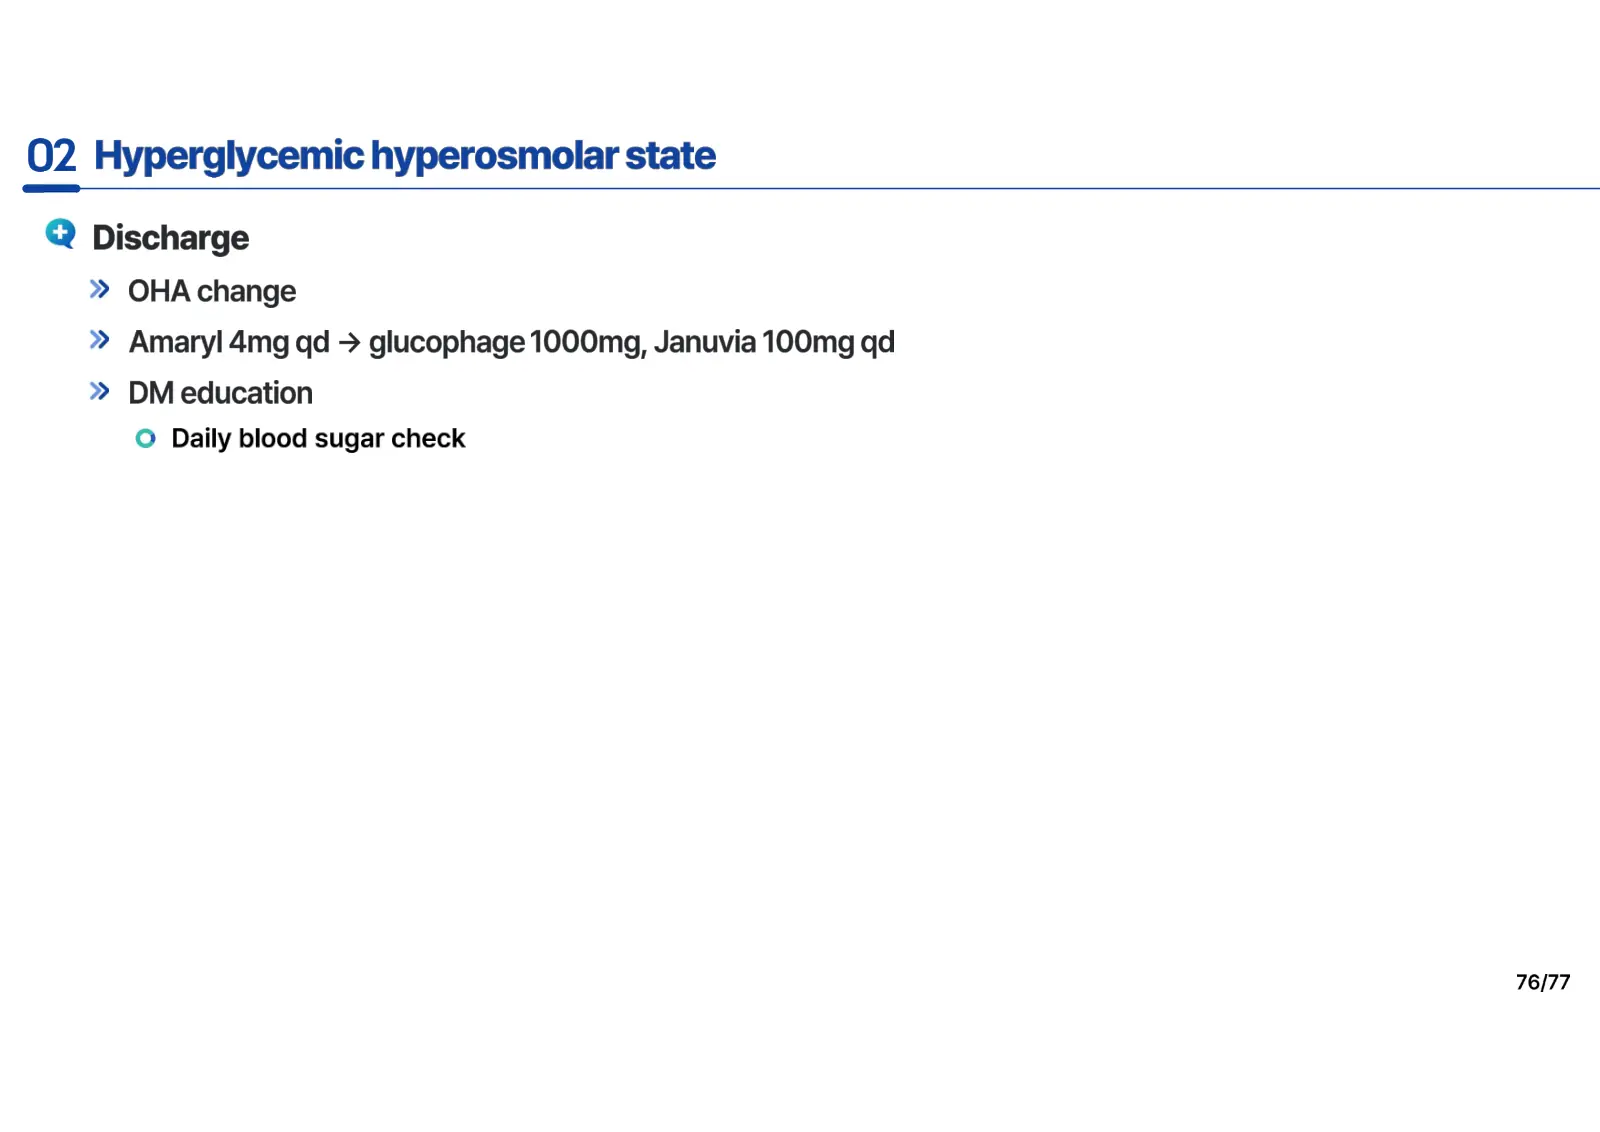 02 Hyperglycemic hyperosmolar state
Discharge
OHA change
Amaryl 4mg qd → glucophage 1000mg, Januvia 100mg qd
DM education
Daily blood sugar check
76/77